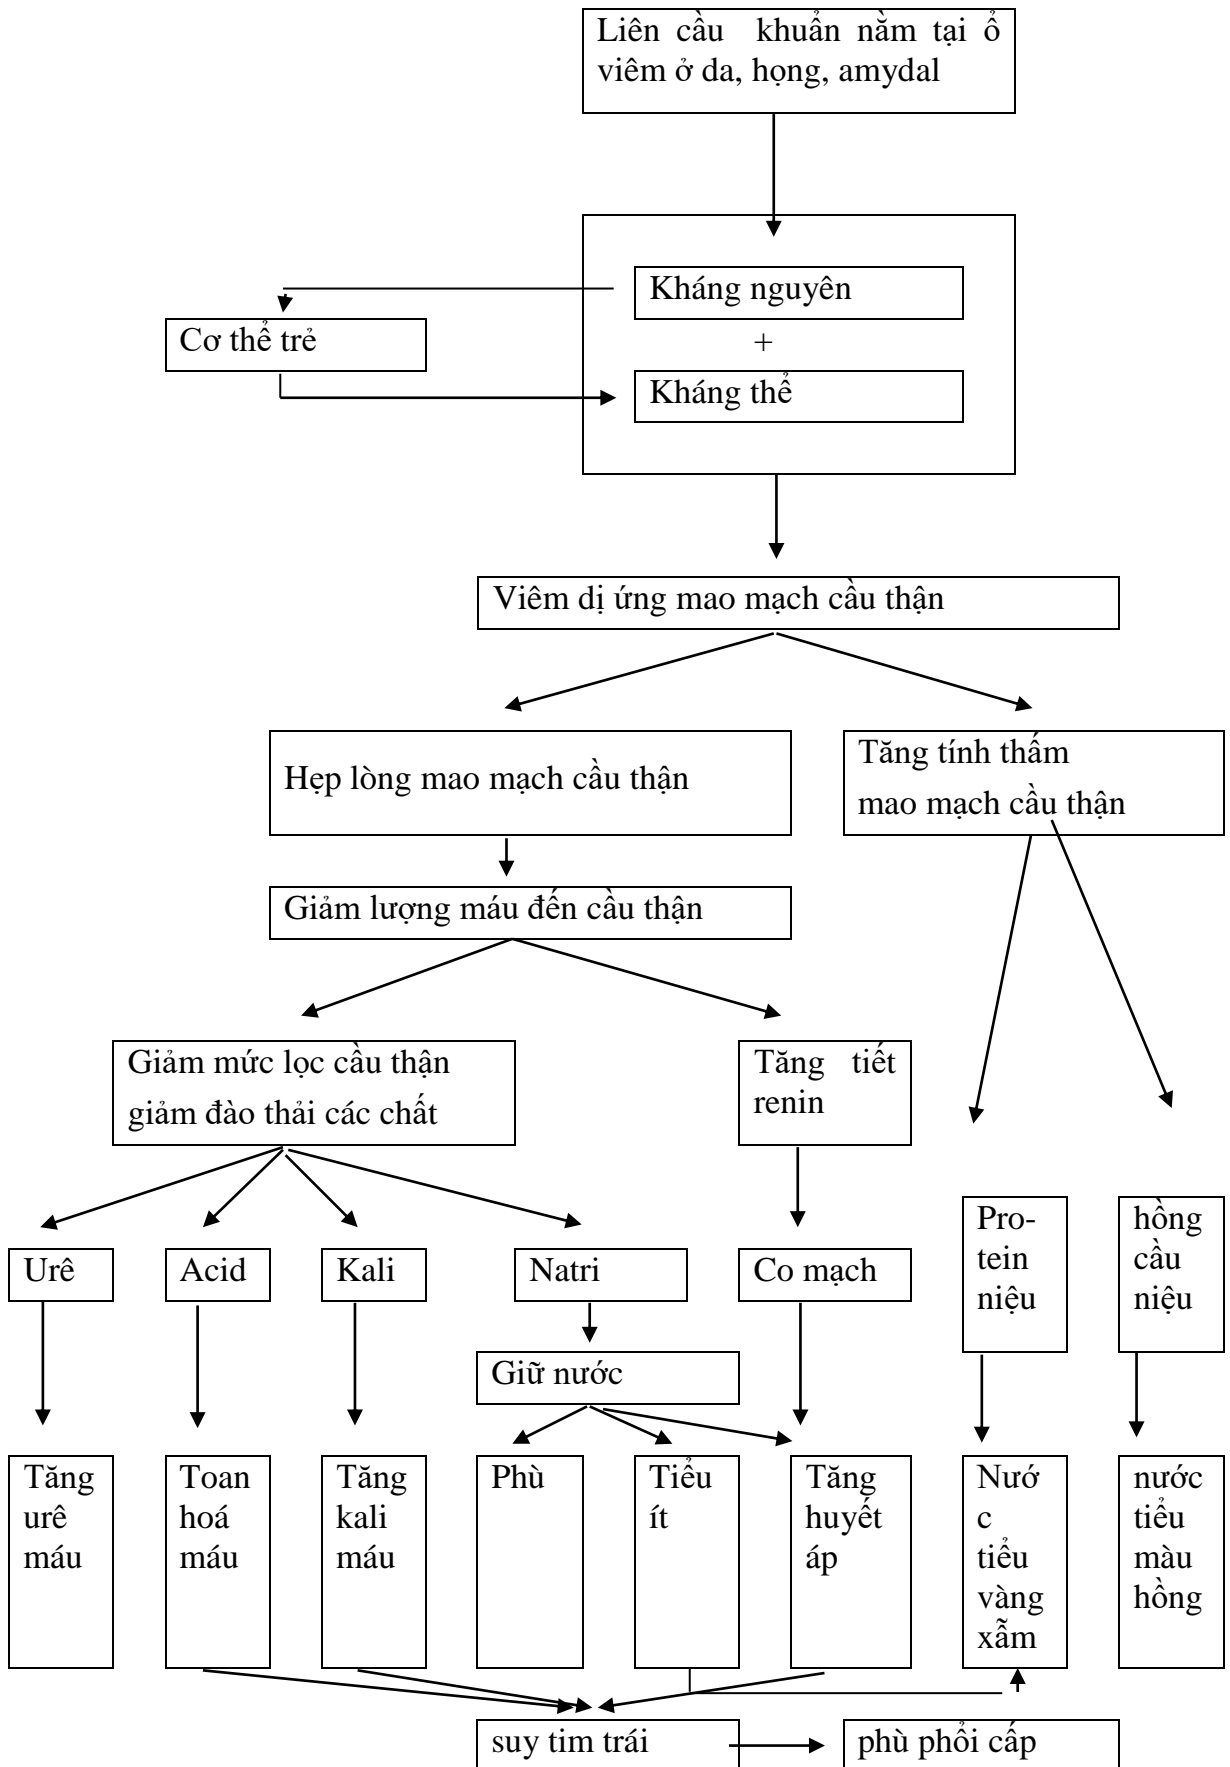 Liên cầu khuẩn nằm tại ổ
viêm ở da, họng, amydal
Kháng nguyên
Cơ thể trẻ
+
Kháng thể
Viêm dị ứng mao mạch cầu thận
Hẹp lòng mao mạch cầu thận
Tăng tính thấm
mao mạch cầu thận
Giảm lượng máu đến cầu thận
Giảm mức lọc cầu thận
giảm đào thải các chất
Tăng tiết
renin
Urê
Acid
Kali
Natri
Co mạch
Pro-
tein
niệu
hồng
cầu
niệu
Giữ nước
Tăng
urê
máu
Toan
hoá
máu
Tăng
kali
máu
Phù
Tiểu
ít
Tăng
huyết
áp
Nướ
c
tiểu
vàng
xẫm
nước
tiểu
màu
hồng
suy tim trái
phù phổi cấp